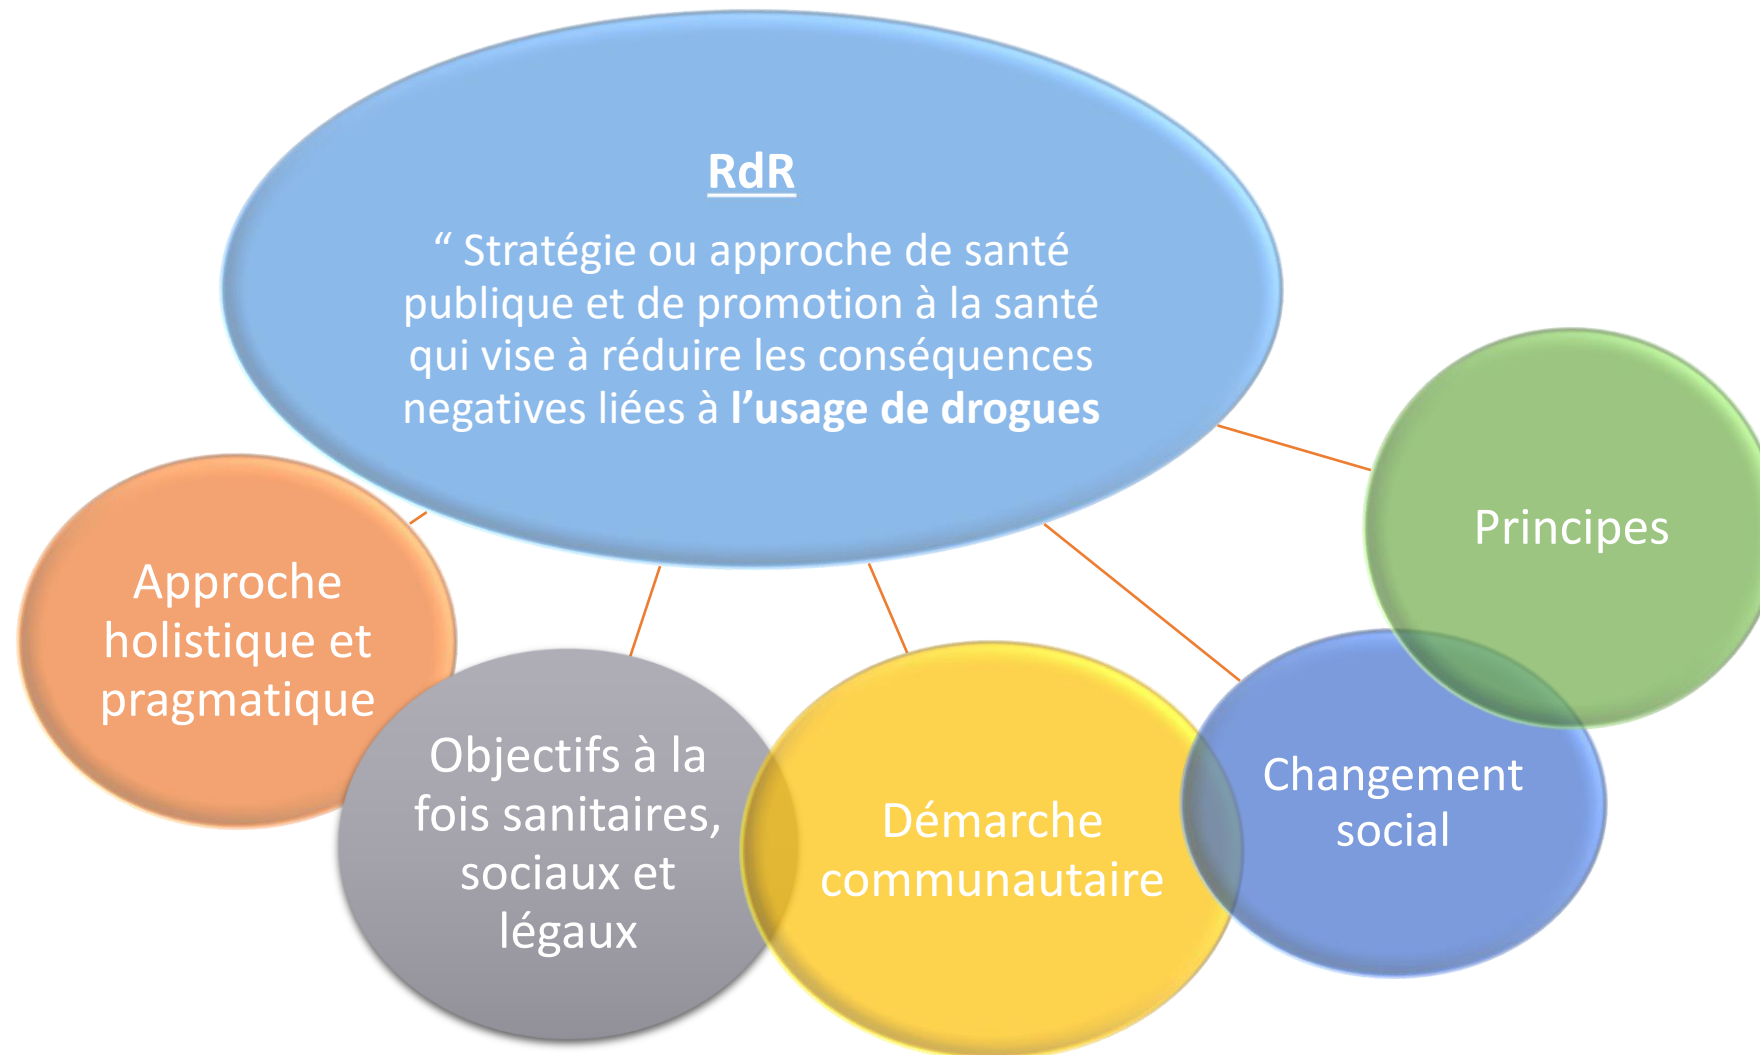 RdR
“ Stratégie ou approche de santé
publique et de promotion à la santé
qui vise à réduire les conséquences
negatives liées à l’usage de drogues
Approche
holistique et
pragmatique
Objectifs à la
fois sanitaires,
sociaux et
légaux
Démarche
communautaire
Changement
social
Principes